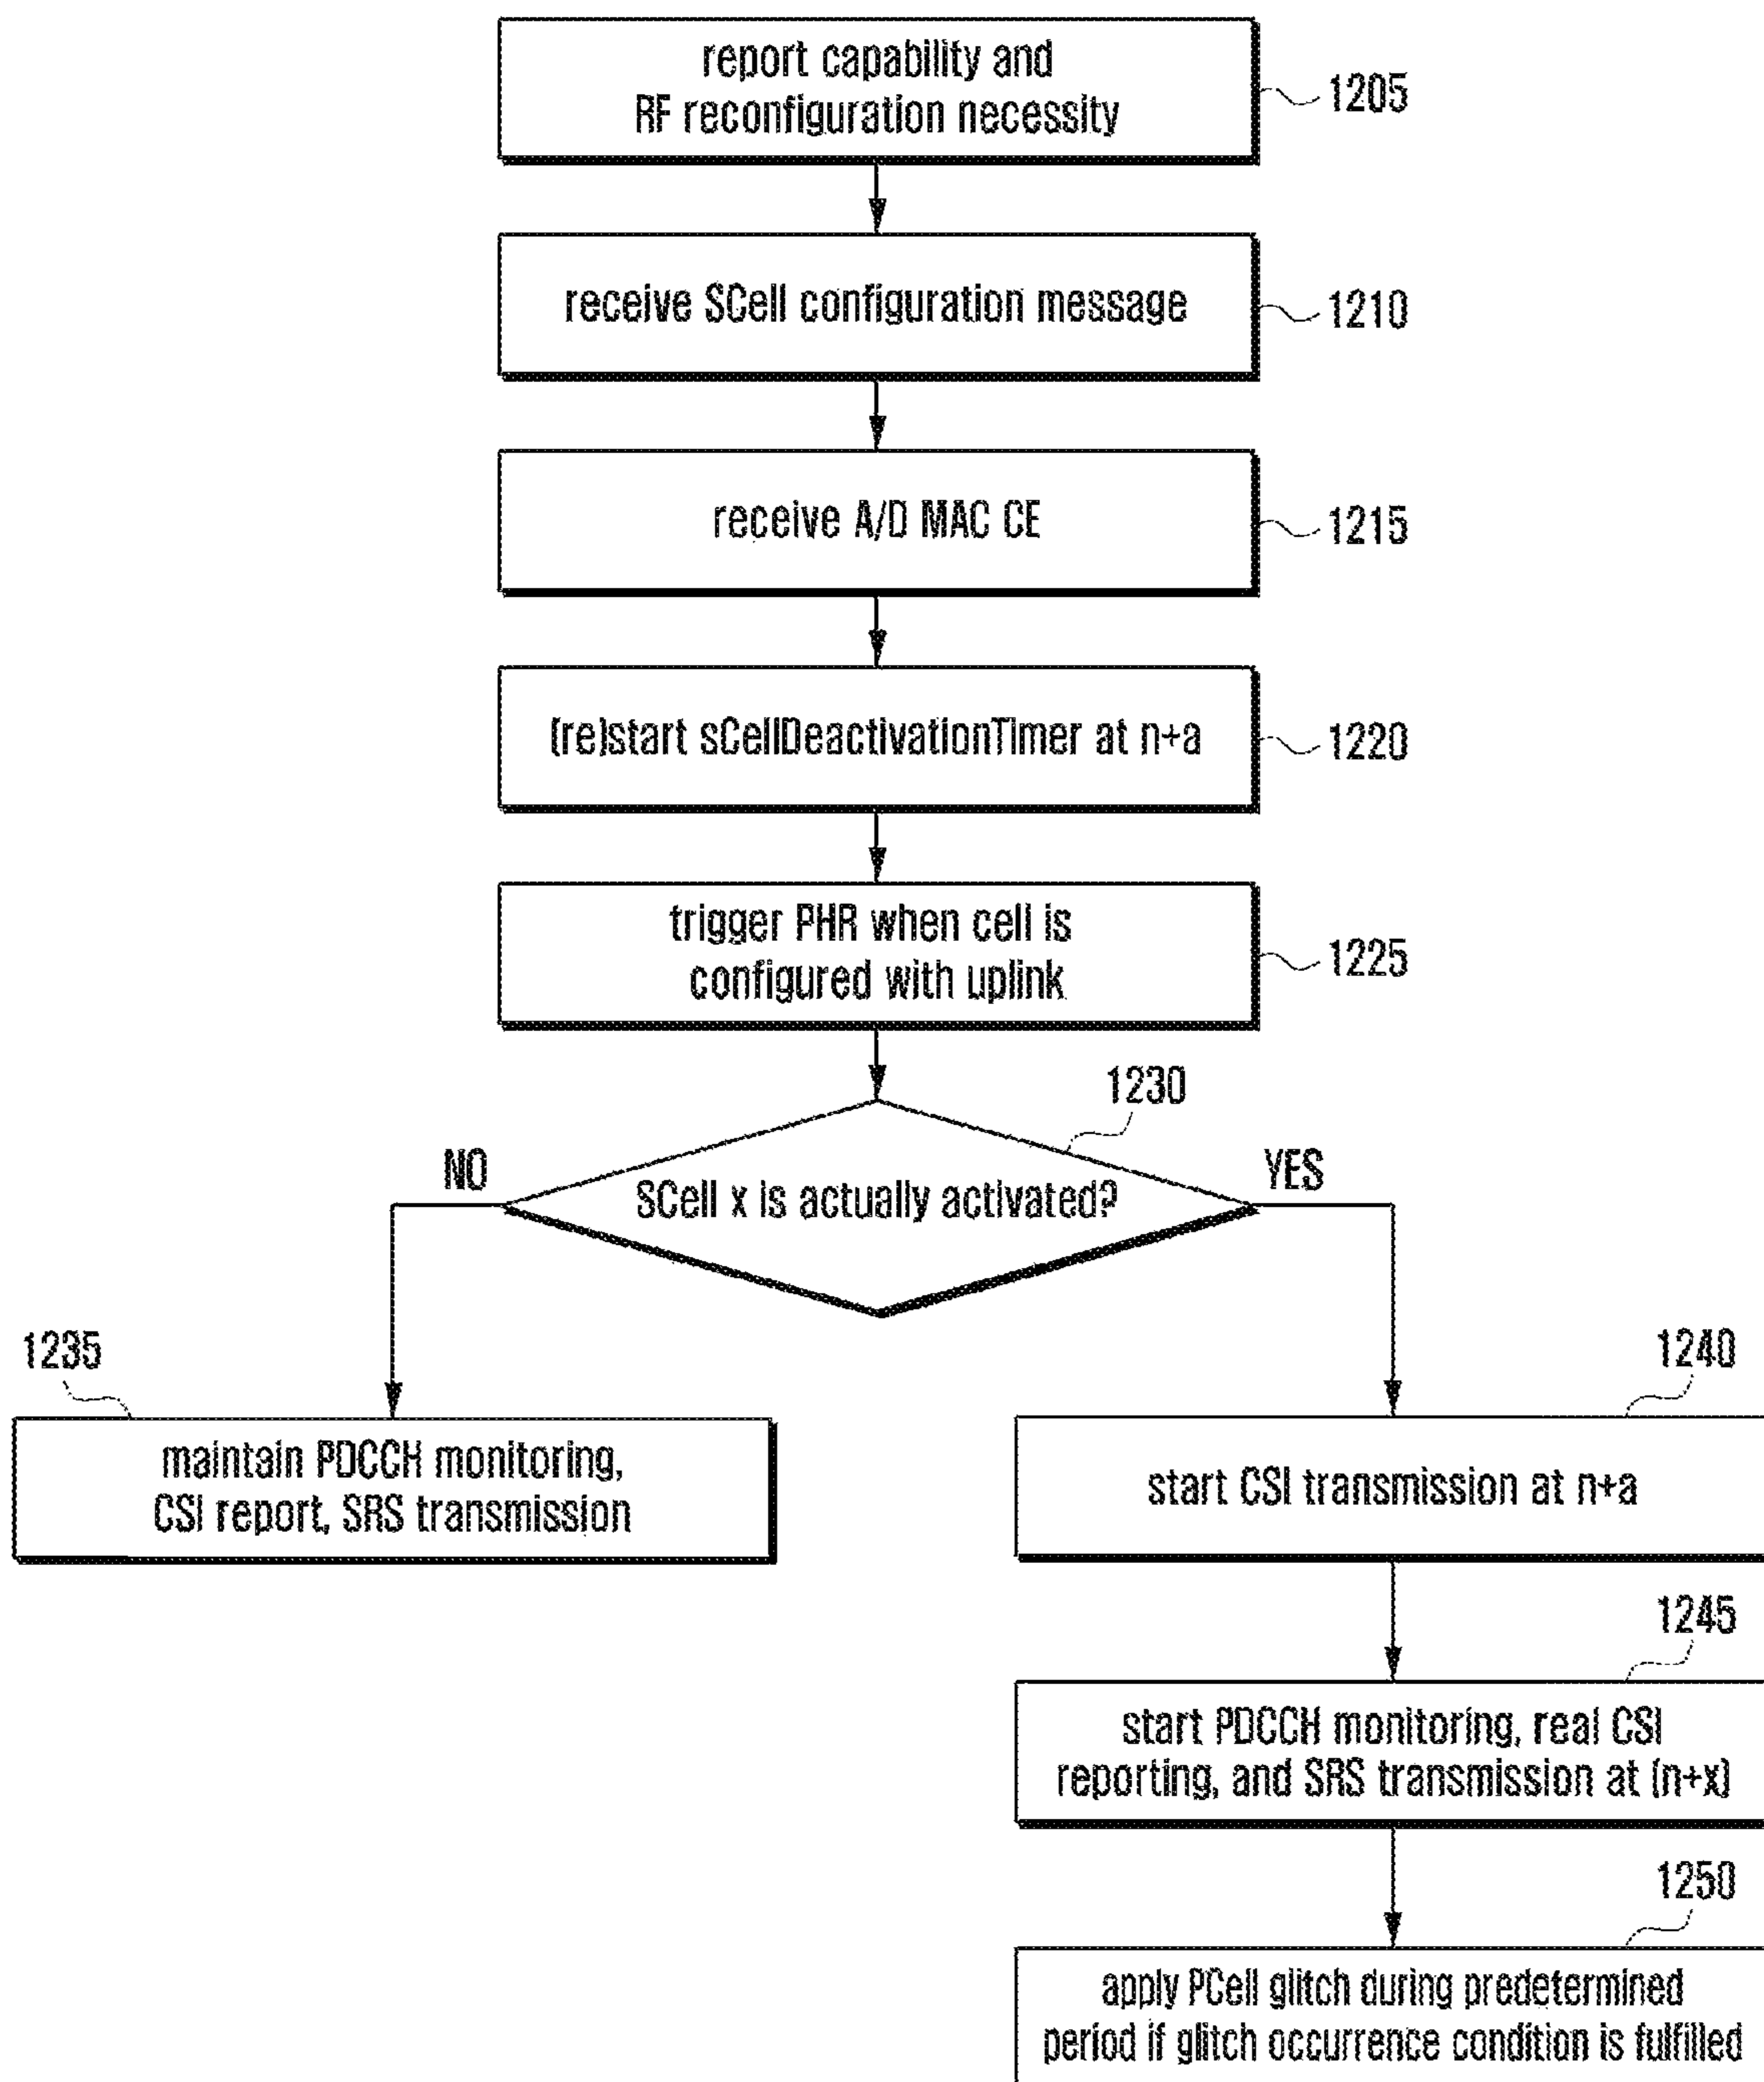 report capability and
RF reconfiguration necessity
1205
receive SCell configuration message
1210
receive A/D MAC CE
1215
(re)start sCellDeactivationTimer at n+a
1220
trigger PHR when cell is
configured with uplink
1225
1230
NO
YES
SCell x is actually activated?
1235
maintain PDCCH monitoring,
CSI report, SRS transmission
1240
start CSI transmission at n+a
1245
start PDCCH monitoring, real CSI
reporting, and SRS transmission at (n+x)
1250
apply PCell glitch during predetermined
period if glitch occurrence condition is fulfilled